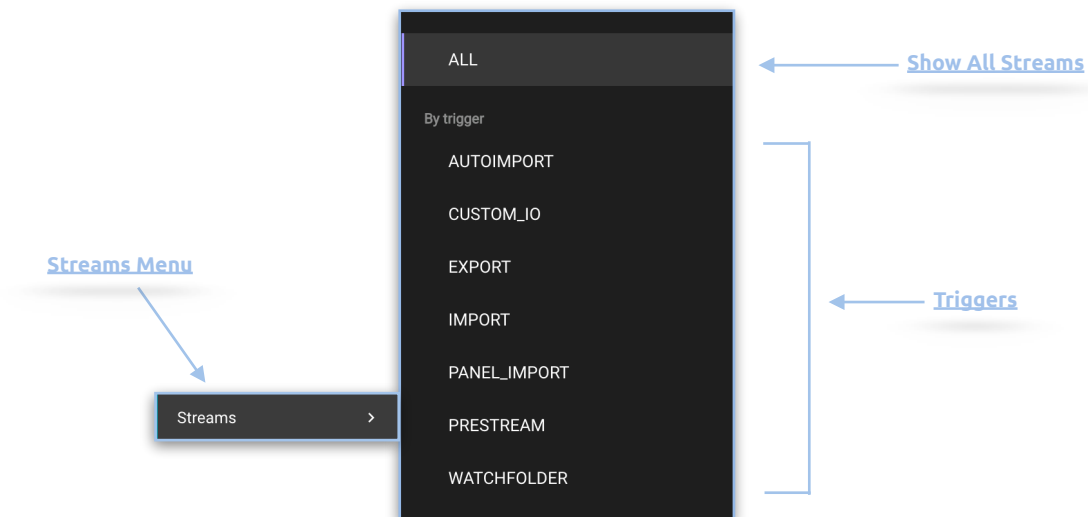 ALL
Show All Streams
By trigger
AUTOIMPORT
CUSTOM_IO
Streams Menu
EXPORT
Triggers
IMPORT
PANEL_IMPORT
Streams
PRESTREAM
WATCHFOLDER